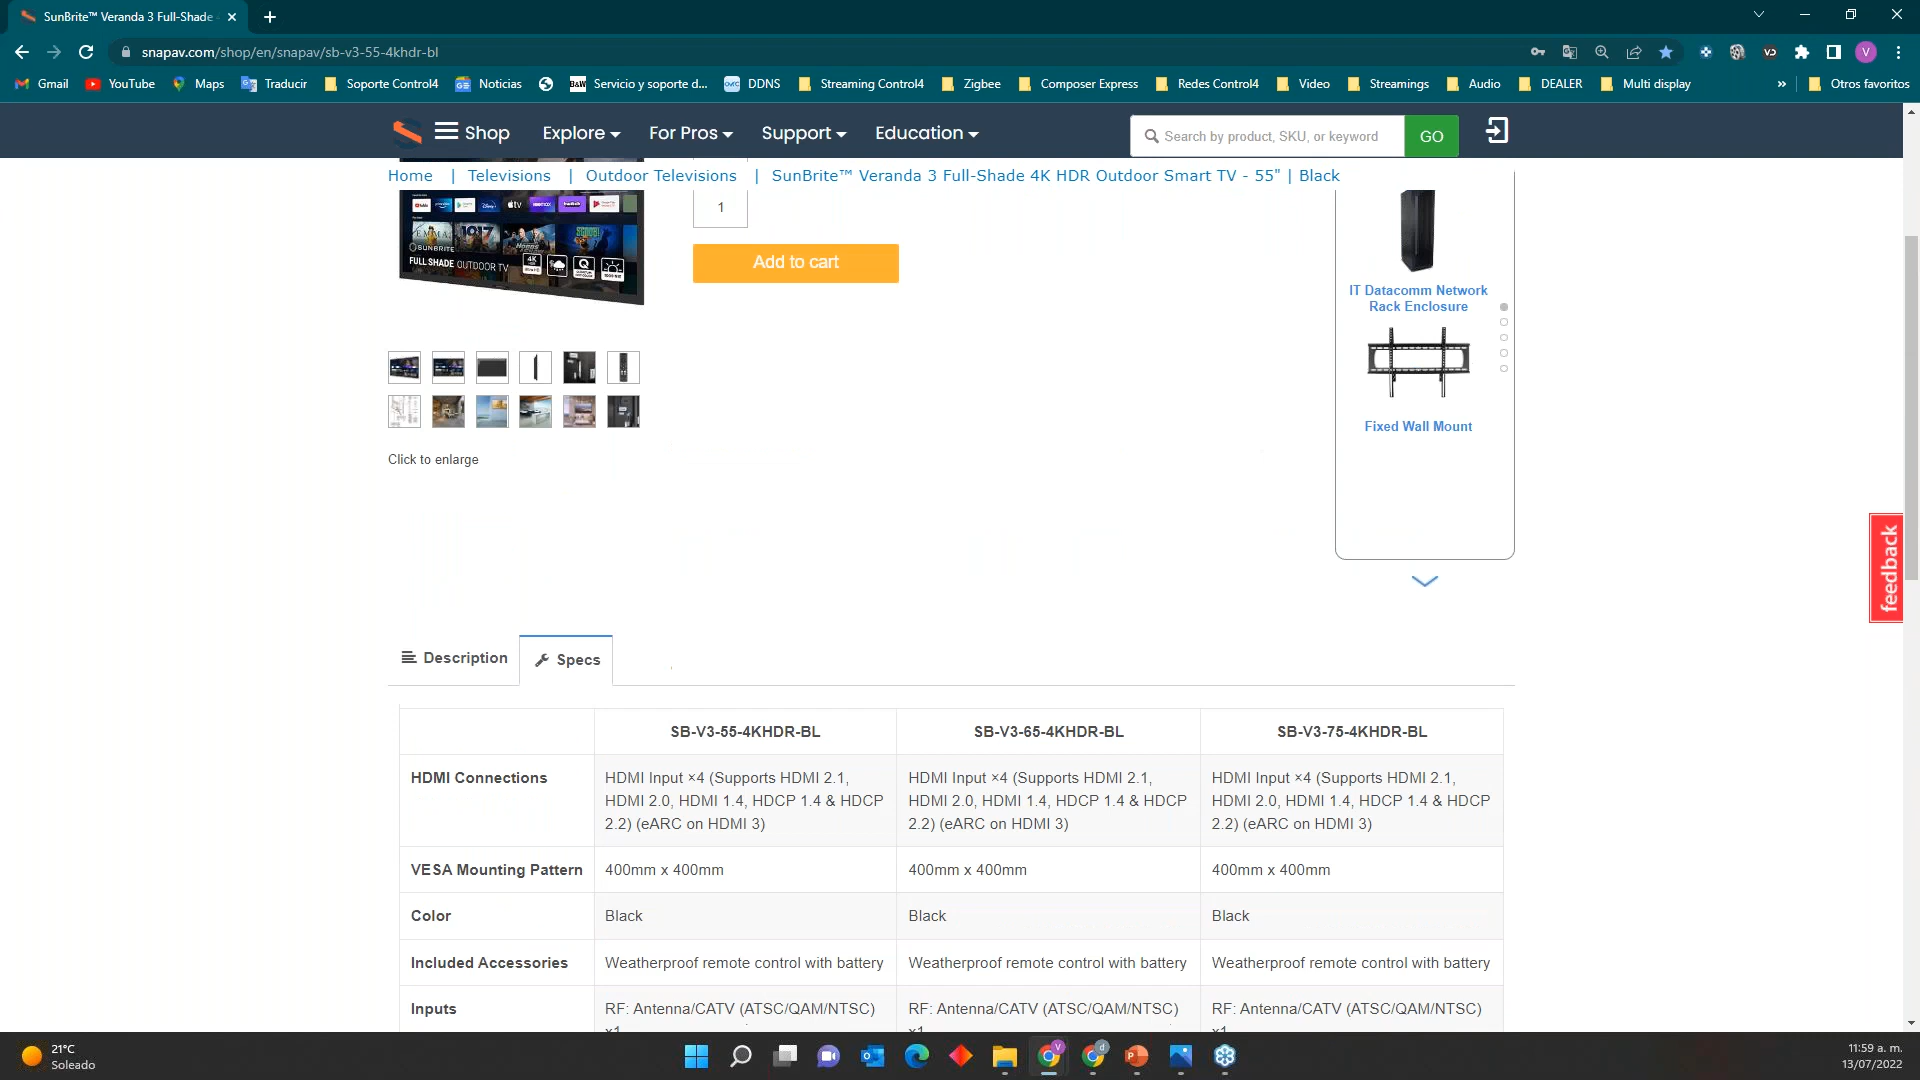 SunBrite™ Veranda 3 Full-Shade
snapav.com/shop/en/snapav/sb-v3-55-4khdr-bl
Gmail YouTube Maps Traducir Soporte Control4 Noticias B&W Servicio y soporte d... DDNS Streaming Control4 Zigbee Composer Express Redes Control4 Video Streamings Audio DEALER Multi display » Otros favoritos
Shop Explore For Pros Support Education Search by product, SKU, or keyword GO
Home | Televisions | Outdoor Televisions | SunBrite™ Veranda 3 Full-Shade 4K HDR Outdoor Smart TV - 55" | Black
1
SUNBRITE
FULL SHADE OUTDOOR TV
Add to cart
IT Datacomm Network
Rack Enclosure
Fixed Wall Mount
Click to enlarge
feedback
Description Specs
SB-V3-55-4KHDR-BL SB-V3-65-4KHDR-BL SB-V3-75-4KHDR-BL
HDMI Connections HDMI Input ×4 (Supports HDMI 2.1, HDMI Input ×4 (Supports HDMI 2.1, HDMI Input ×4 (Supports HDMI 2.1,
HDMI 2.0, HDMI 1.4, HDCP 1.4 & HDCP HDMI 2.0, HDMI 1.4, HDCP 1.4 & HDCP HDMI 2.0, HDMI 1.4, HDCP 1.4 & HDCP
2.2) (eARC on HDMI 3) 2.2) (eARC on HDMI 3) 2.2) (eARC on HDMI 3)
VESA Mounting Pattern 400mm x 400mm 400mm x 400mm 400mm x 400mm
Color Black Black Black
Included Accessories Weatherproof remote control with battery Weatherproof remote control with battery Weatherproof remote control with battery
Inputs RF: Antenna/CATV (ATSC/QAM/NTSC) RF: Antenna/CATV (ATSC/QAM/NTSC) RF: Antenna/CATV (ATSC/QAM/NTSC)
x1 x1 x1
21°C
Soleado
11:59 a. m.
13/07/2022